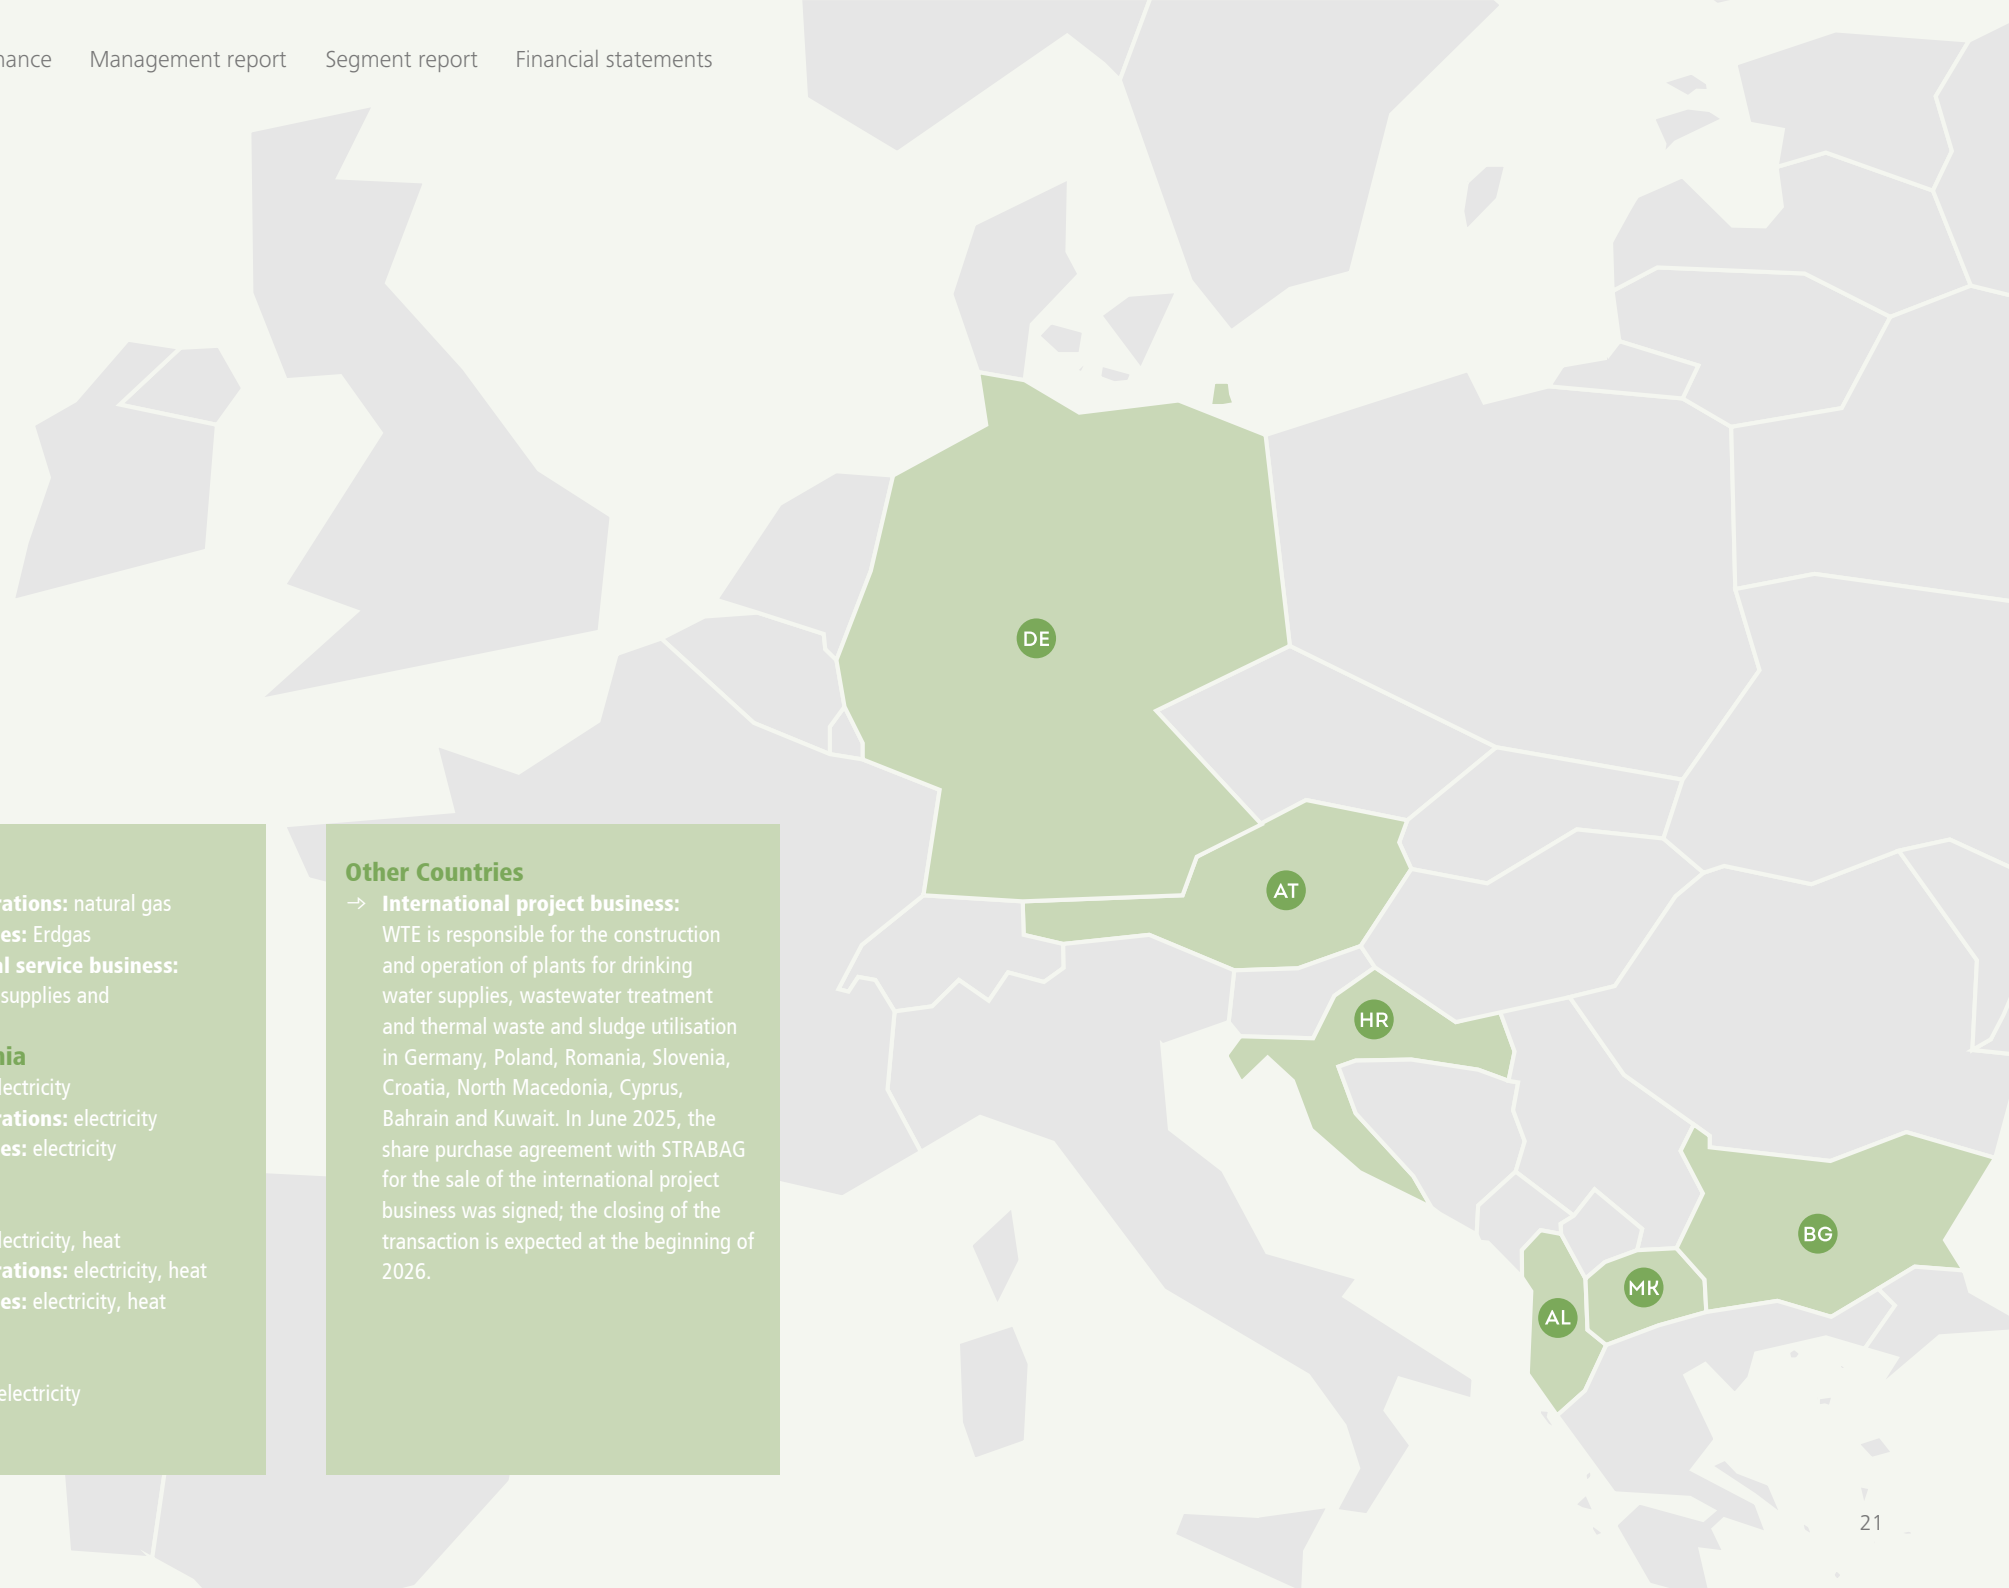 nance Management report Segment report Financial statements
rations: natural gas
es: Erdgas
al service business:
supplies and
nia
lectricity
rations: electricity
es: electricity
lectricity, heat
rations: electricity, heat
es: electricity, heat
electricity
Other Countries
→ International project business:
WTE is responsible for the construction
and operation of plants for drinking
water supplies, wastewater treatment
and thermal waste and sludge utilisation
in Germany, Poland, Romania, Slovenia,
Croatia, North Macedonia, Cyprus,
Bahrain and Kuwait. In June 2025, the
share purchase agreement with STRABAG
for the sale of the international project
business was signed; the closing of the
transaction is expected at the beginning of
2026.
DE
AT
HR
BG
MK
AL
21